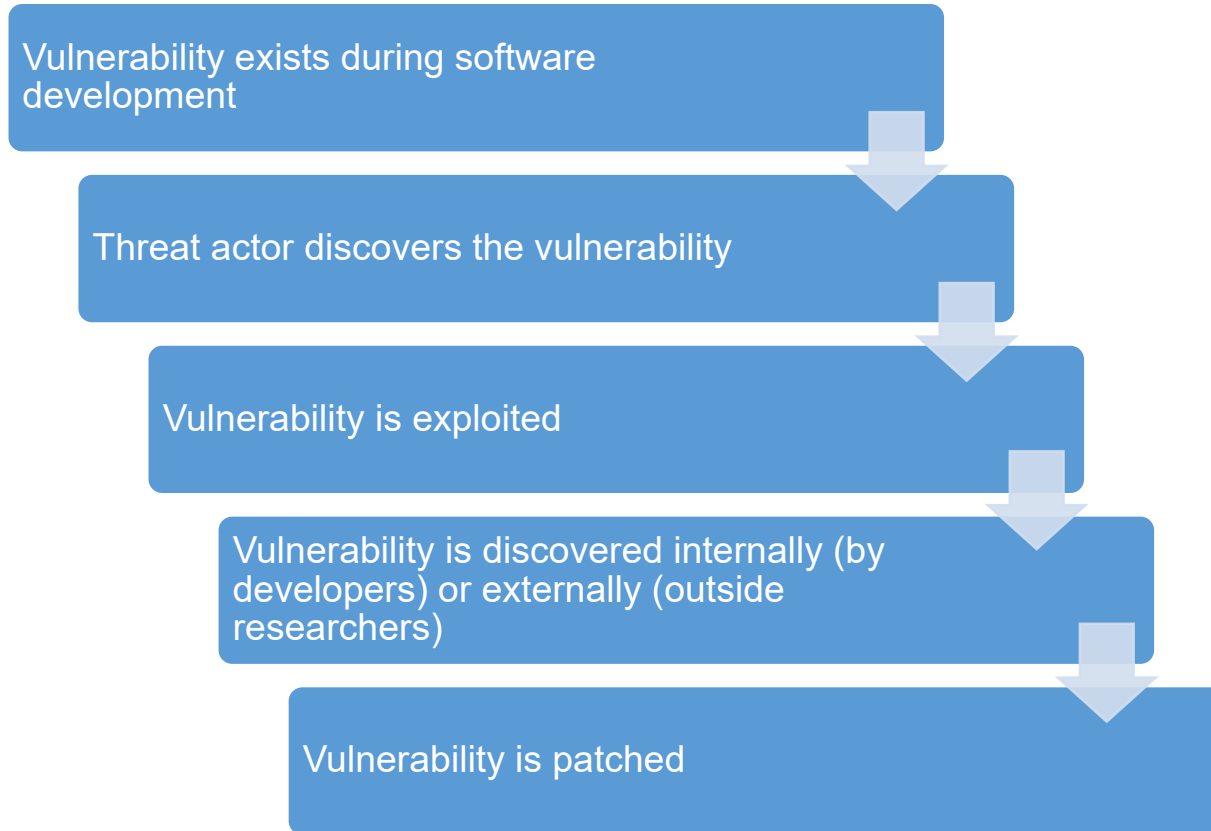 Vulnerability exists during software
development
Threat actor discovers the vulnerability
Vulnerability is exploited
Vulnerability is discovered internally (by
developers) or externally (outside
researchers)
Vulnerability is patched